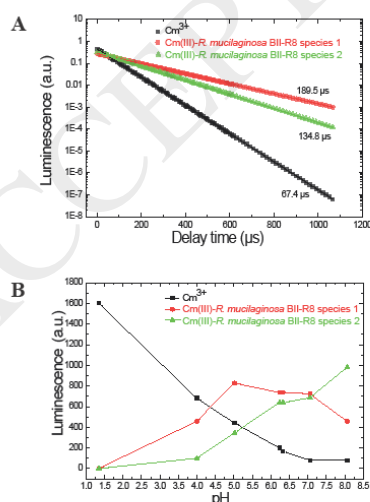 A
Cm3+
Cm(III)-R. mucilaginosa BII-R8 species 1
Cm(III)-R. mucilaginosa BII-R8 species 2
Luminescence (a.u.)
10
1
0.1
0.01
1E-3
1E-4
1E-5
1E-6
1E-7
1E-8
189.5 µs
134.8 µs
67.4 µs
0 200 400 600 800 1000 1200
Delay time (µs)
B
Cm3+
Cm(III)-R. mucilaginosa BII-R8 species 1
Cm(III)-R. mucilaginosa BII-R8 species 2
Luminescence (a.u.)
1800
1600
1400
1200
1000
800
600
400
200
0
1.0 1.5 2.0 2.5 3.0 3.5 4.0 4.5 5.0 5.5 6.0 6.5 7.0 7.5 8.0 8.5
pH